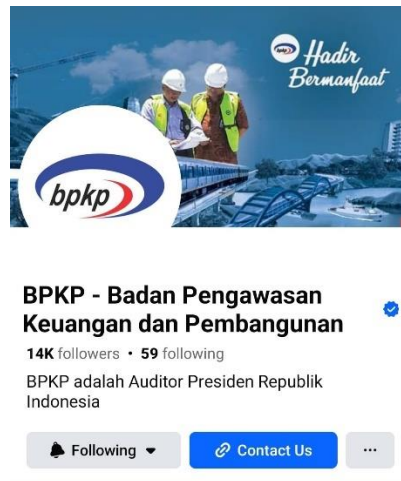 bpkp
Hadir
Bermanfaat
bpkp
BPKP - Badan Pengawasan
Keuangan dan Pembangunan
14K followers • 59 following
BPKP adalah Auditor Presiden Republik
Indonesia
Following
Contact Us